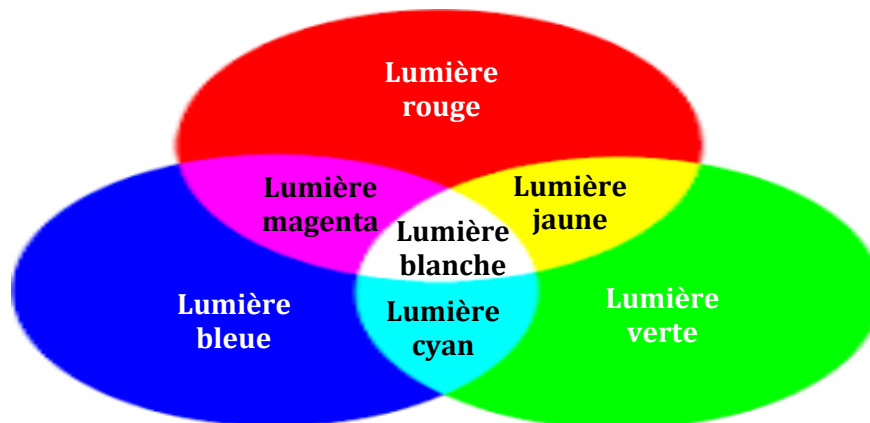 Lumière
rouge
Lumière
magenta
Lumière
jaune
Lumière
blanche
Lumière
bleue
Lumière
cyan
Lumière
verte